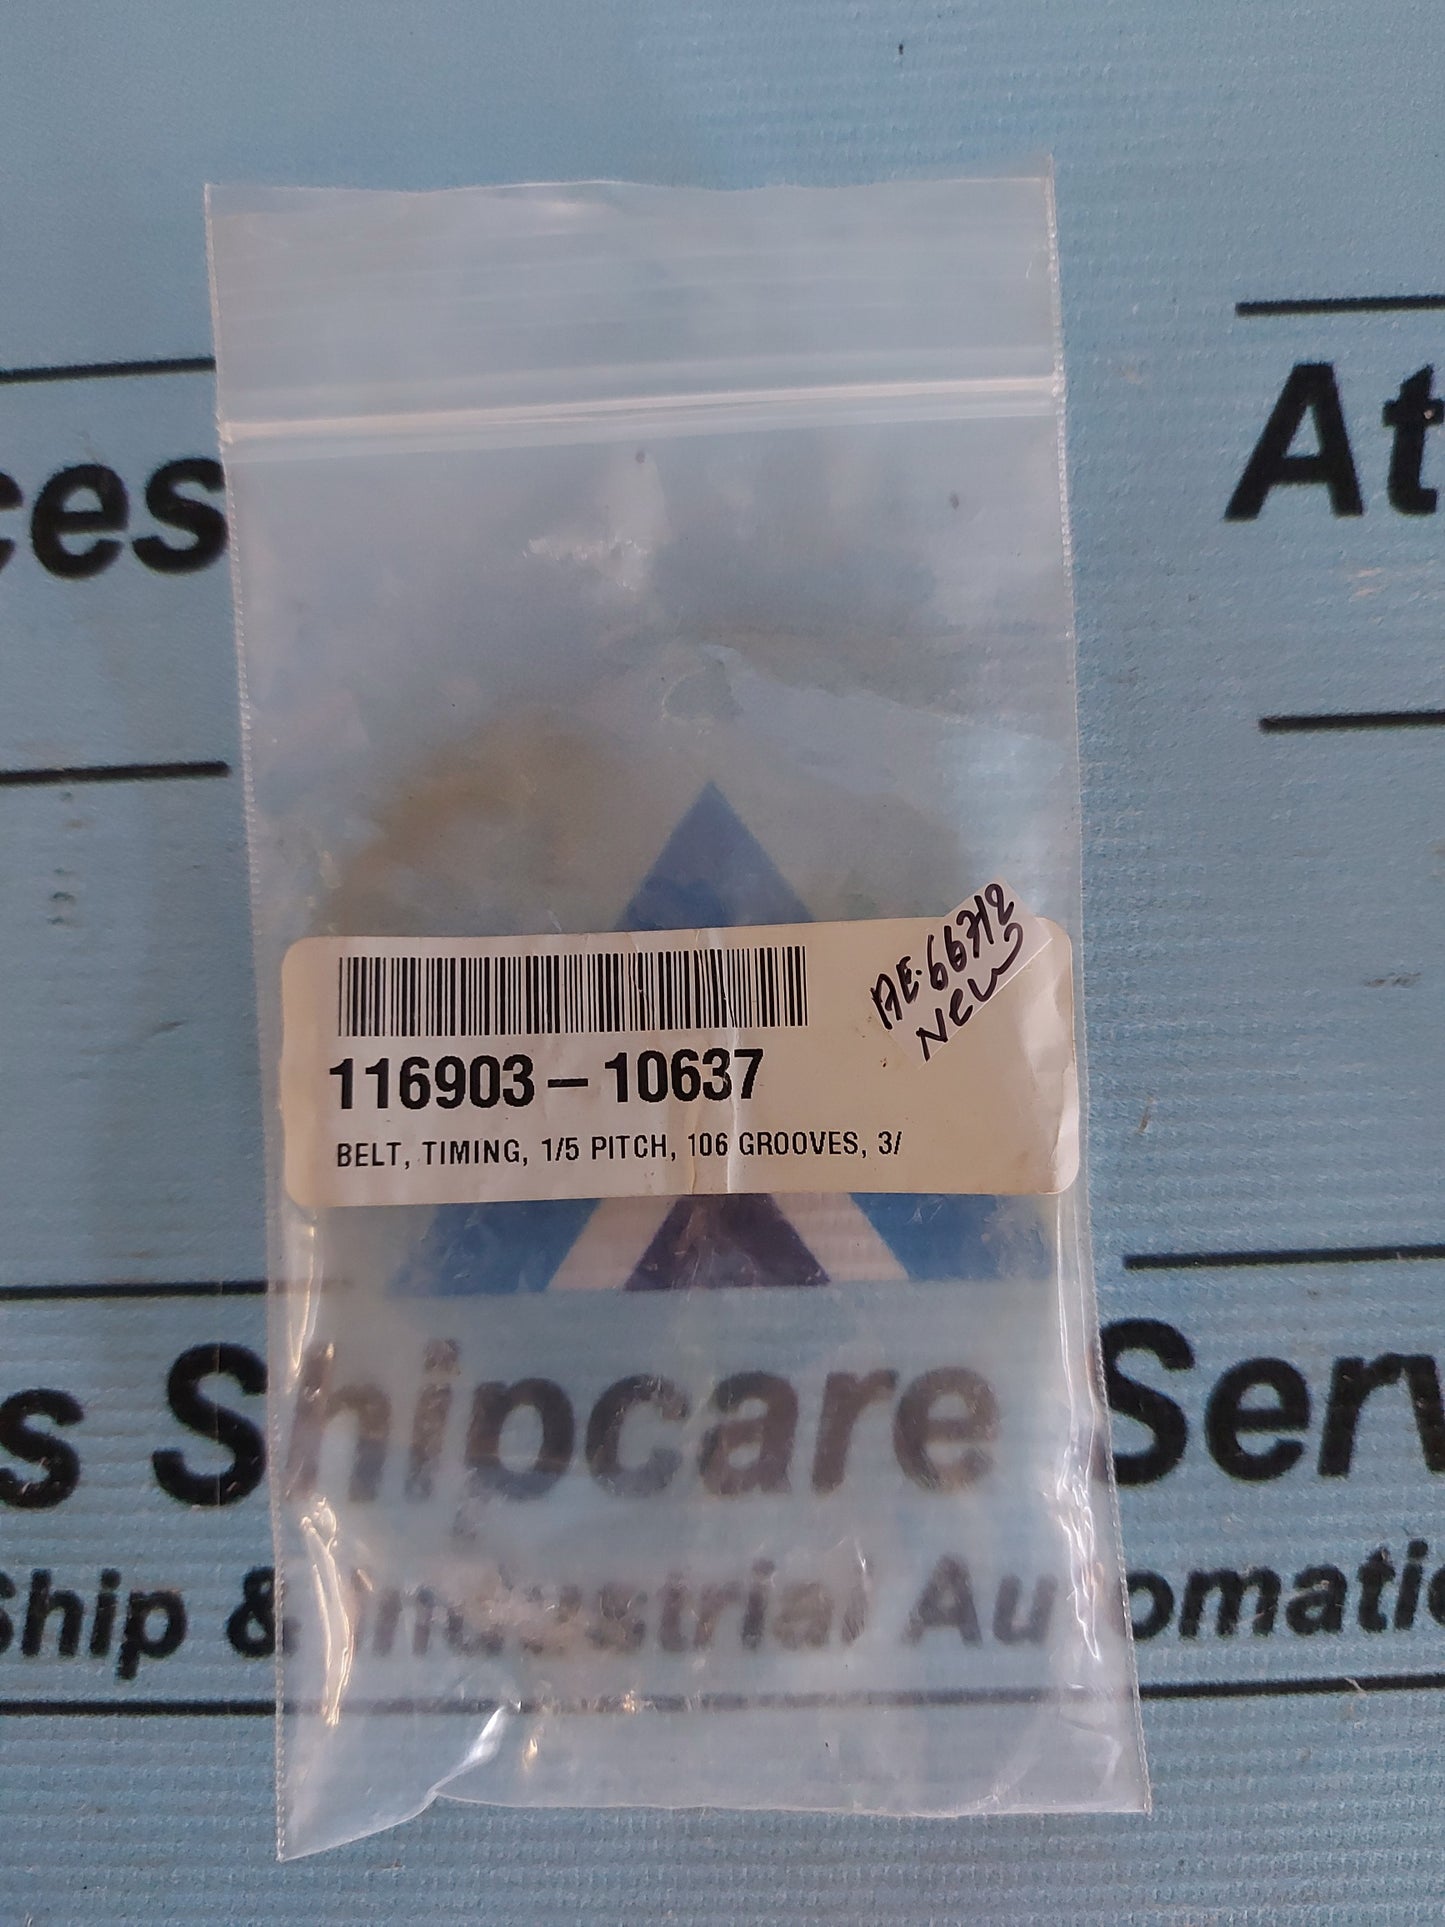 At
ces
AE-66712
New
116903-10637
BELT, TIMING, 1/5 PITCH, 106 GROOVES, 3/
s Shipcare Serv
Ship & Industrial Automatic